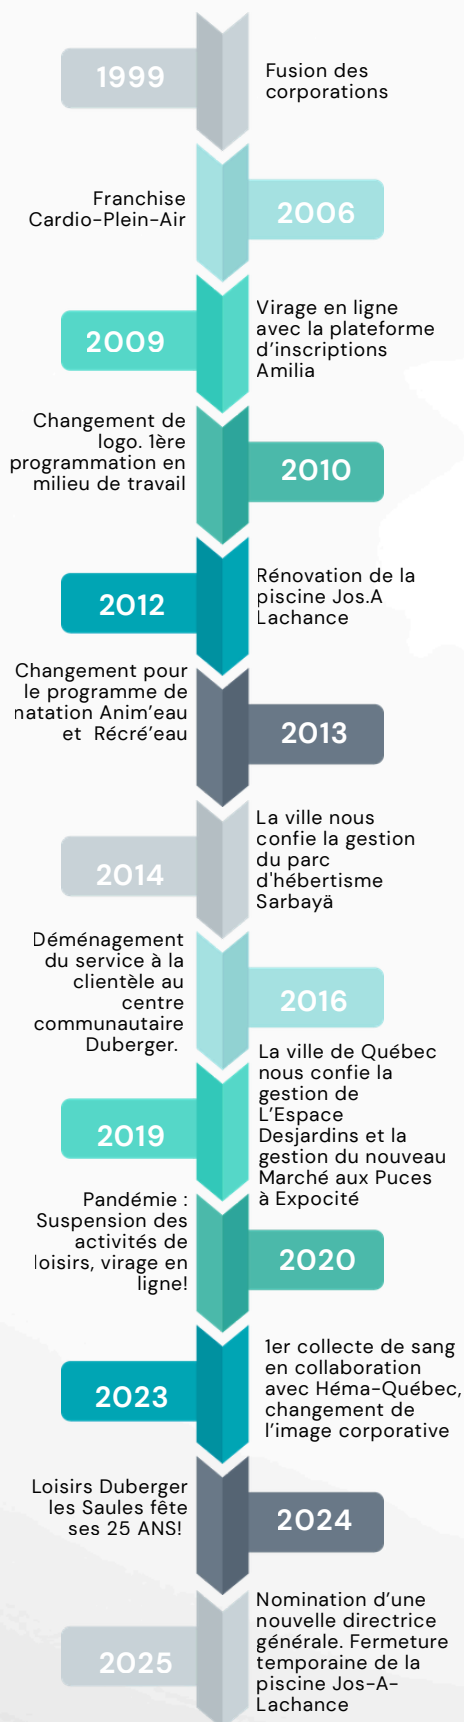 1999
Fusion des
corporations
Franchise
Cardio-Plein-Air
2006
2009
Virage en ligne
avec la plateforme
d'inscriptions
Amilia
Changement de
logo. 1ère
programmation en
milieu de travail
2010
2012
Rénovation de la
piscine Jos.A
Lachance
Changement pour
le programme de
natation Anim'eau
et Récré'eau
2013
2014
La ville nous
confie la gestion
du parc
d'hébertisme
Sarbayä
Déménagement
du service à la
clientèle au
centre
communautaire
Duberger.
2016
2019
La ville de Québec
nous confie la
gestion de
L'Espace
Desjardins et la
gestion du nouveau
Marché aux Puces
à Expocité
Pandémie :
Suspension des
activités de
loisirs, virage en
ligne!
2020
2023
1er collecte de sang
en collaboration
avec Héma-Québec,
changement de
l'image corporative
Loisirs Duberger
les Saules fête
ses 25 ANS!
2024
2025
Nomination d'une
nouvelle directrice
générale. Fermeture
temporaine de la
piscine Jos-A-
Lachance